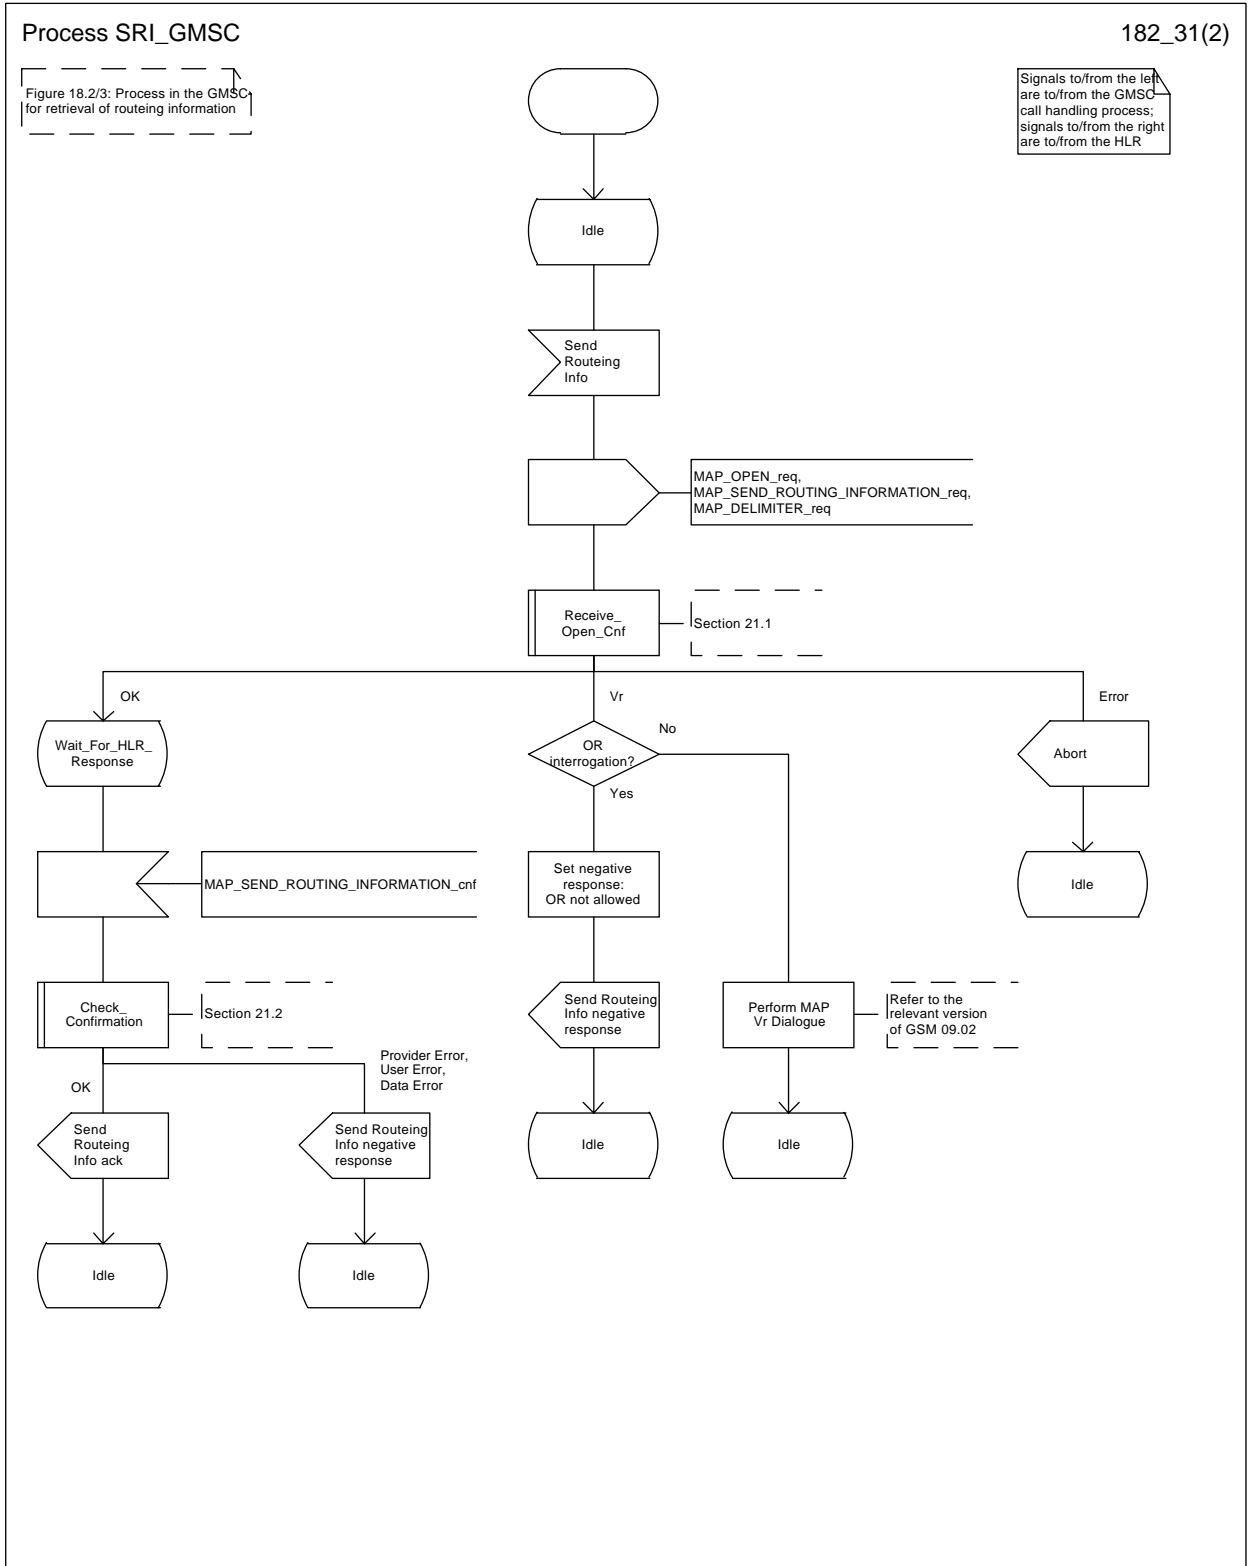 Process SRI_GMSC
182_31(2)
Figure 18.2/3: Process in the GMSC
for retrieval of routeing information
Signals to/from the left
are to/from the GMSC
call handling process;
signals to/from the right
are to/from the HLR
Idle
Send
Routeing
Info
MAP_OPEN_req,
MAP_SEND_ROUTING_INFORMATION_req,
MAP_DELIMITER_req
Receive_
Open_Cnf
Section 21.1
OK
Vr
Error
Wait_For_HLR_
Response
OR
interrogation?
No
Yes
Abort
MAP_SEND_ROUTING_INFORMATION_cnf
Set negative
response:
OR not allowed
Idle
Check_
Confirmation
Section 21.2
Send Routeing
Info negative
response
Perform MAP
Vr Dialogue
Refer to the
relevant version
of GSM 09.02
OK
Provider Error,
User Error,
Data Error
Send
Routeing
Info ack
Send Routeing
Info negative
response
Idle
Idle
Idle
Idle